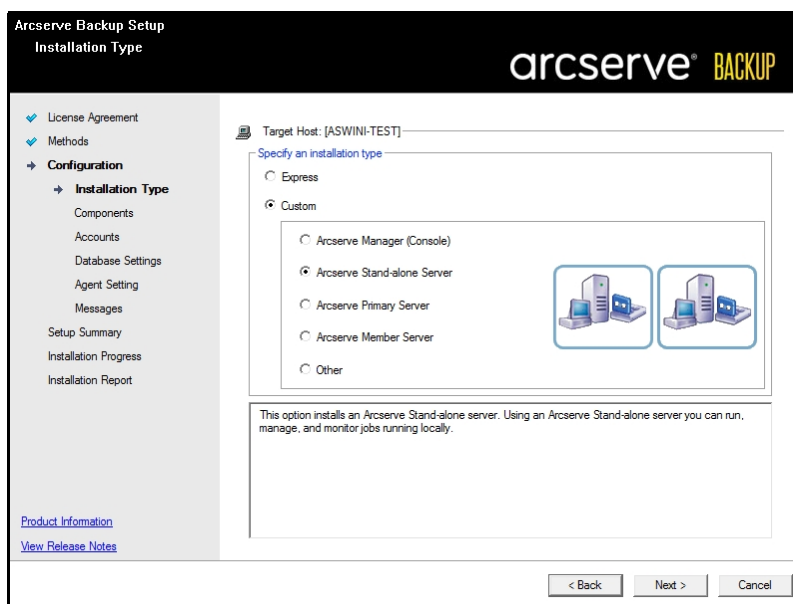 Arcserve Backup Setup
Installation Type
arcserve® BACKUP
License Agreement
Methods
Configuration
Installation Type
Components
Accounts
Database Settings
Agent Setting
Messages
Setup Summary
Installation Progress
Installation Report
Product Information
View Release Notes
Target Host: [ASWINI-TEST]
Specify an installation type
Express
Custom
Arcserve Manager (Console)
Arcserve Stand-alone Server
Arcserve Primary Server
Arcserve Member Server
Other
This option installs an Arcserve Stand-alone server. Using an Arcserve Stand-alone server you can run,
manage, and monitor jobs running locally.
< Back
Next >
Cancel